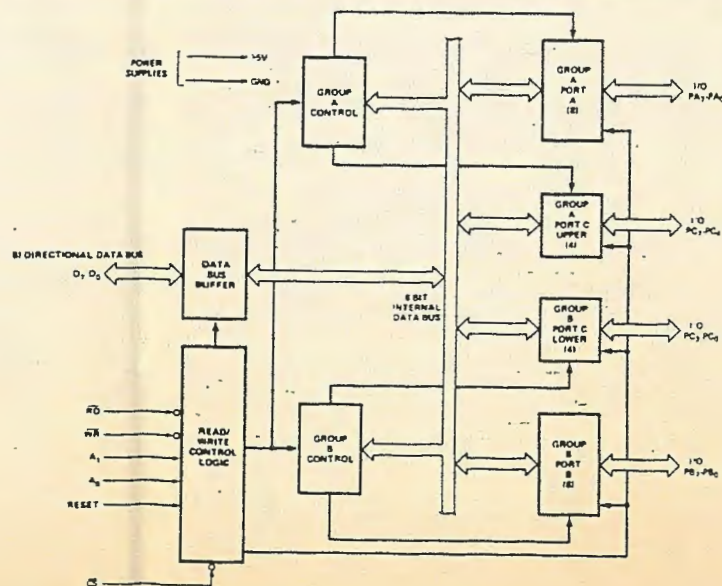 POWER
SUPPLIES
+5V
GND
GROUP
A
CONTROL
GROUP
A
PORT
A
(8)
I/O
PA7-PA0
GROUP
A
PORT C
UPPER
(4)
I/O
PC7-PC4
BI DIRECTIONAL DATA BUS
D7 D0
DATA
BUS
BUFFER
8 BIT
INTERNAL
DATA BUS
GROUP
B
PORT C
LOWER
(4)
I/O
PC3-PC0
RD
WR
A1
A0
RESET
CS
READ/
WRITE
CONTROL
LOGIC
GROUP
B
CONTROL
GROUP
B
PORT
B
(8)
I/O
PB7-PB0